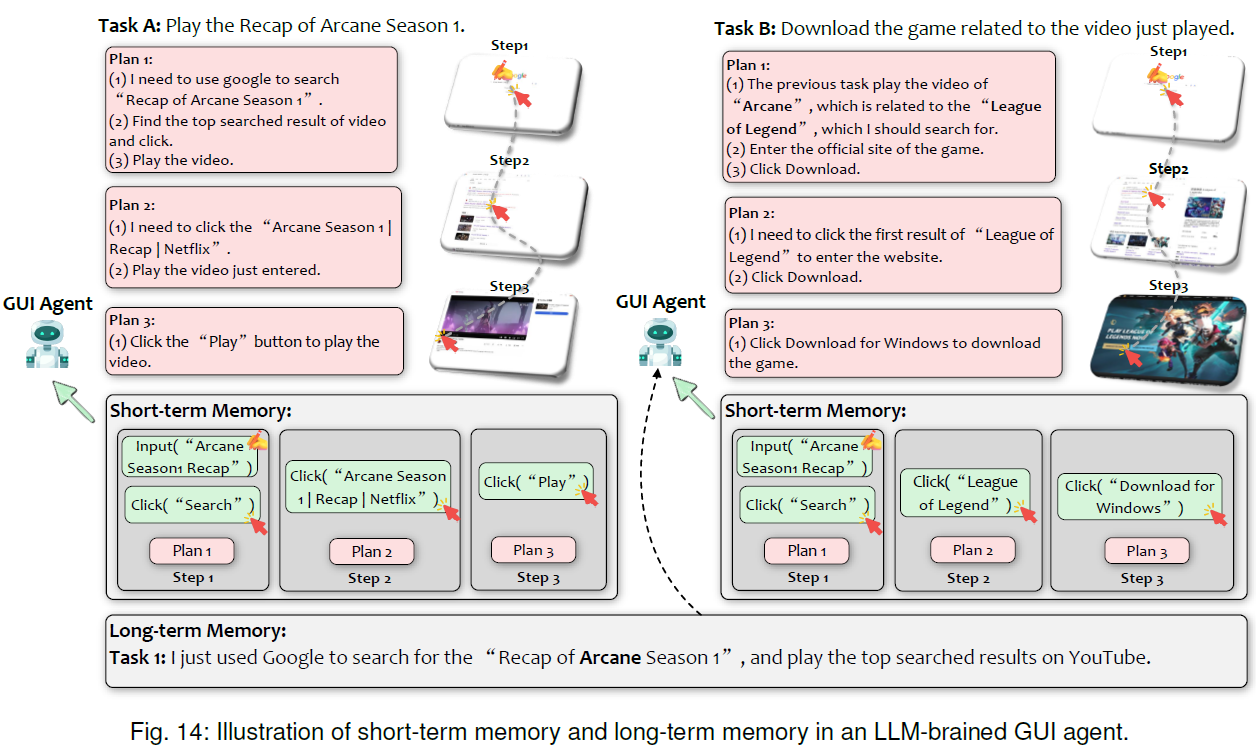 Task A: Play the Recap of Arcane Season 1.
Plan 1:
(1) I need to use google to search
“Recap of Arcane Season 1”.
(2) Find the top searched result of video
and click.
(3) Play the video.
Plan 2:
(1) I need to click the “Arcane Season 1 |
Recap | Netflix”.
(2) Play the video just entered.
Plan 3:
(1) Click the “Play” button to play the
video.
Step1
Step2
Step3
GUI Agent
Short-term Memory:
Input(“Arcane
Season1 Recap”)
Click(“Search”)
Plan 1
Step 1
Click(“Arcane Season
1 | Recap | Netflix”)
Plan 2
Step 2
Click(“Play”)
Plan 3
Step 3
Task B: Download the game related to the video just played.
Plan 1:
(1) The previous task play the video of
“Arcane”, which is related to the “League
of Legend”, which I should search for.
(2) Enter the official site of the game.
(3) Click Download.
Plan 2:
(1) I need to click the first result of “League of
Legend” to enter the website.
(2) Click Download.
Plan 3:
(1) Click Download for Windows to download
the game.
Step1
Step2
Step3
PLAY LEAGUE OF
LEGENDS NOW
GUI Agent
Short-term Memory:
Input(“Arcane
Season1 Recap”)
Click(“Search”)
Plan 1
Step 1
Click(“League
of Legend”)
Plan 2
Step 2
Click(“Download for
Windows”)
Plan 3
Step 3
Long-term Memory:
Task 1: I just used Google to search for the “Recap of Arcane Season 1”, and play the top searched results on YouTube.
Fig. 14: Illustration of short-term memory and long-term memory in an LLM-brained GUI agent.